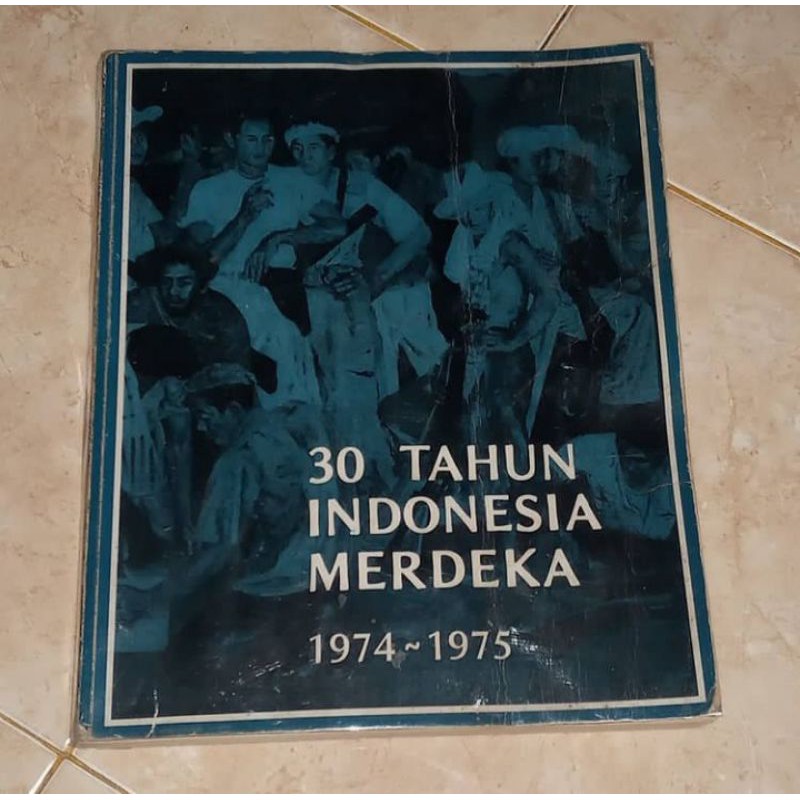 30 TAHUN
INDONESIA
MERDEKA
1974~1975